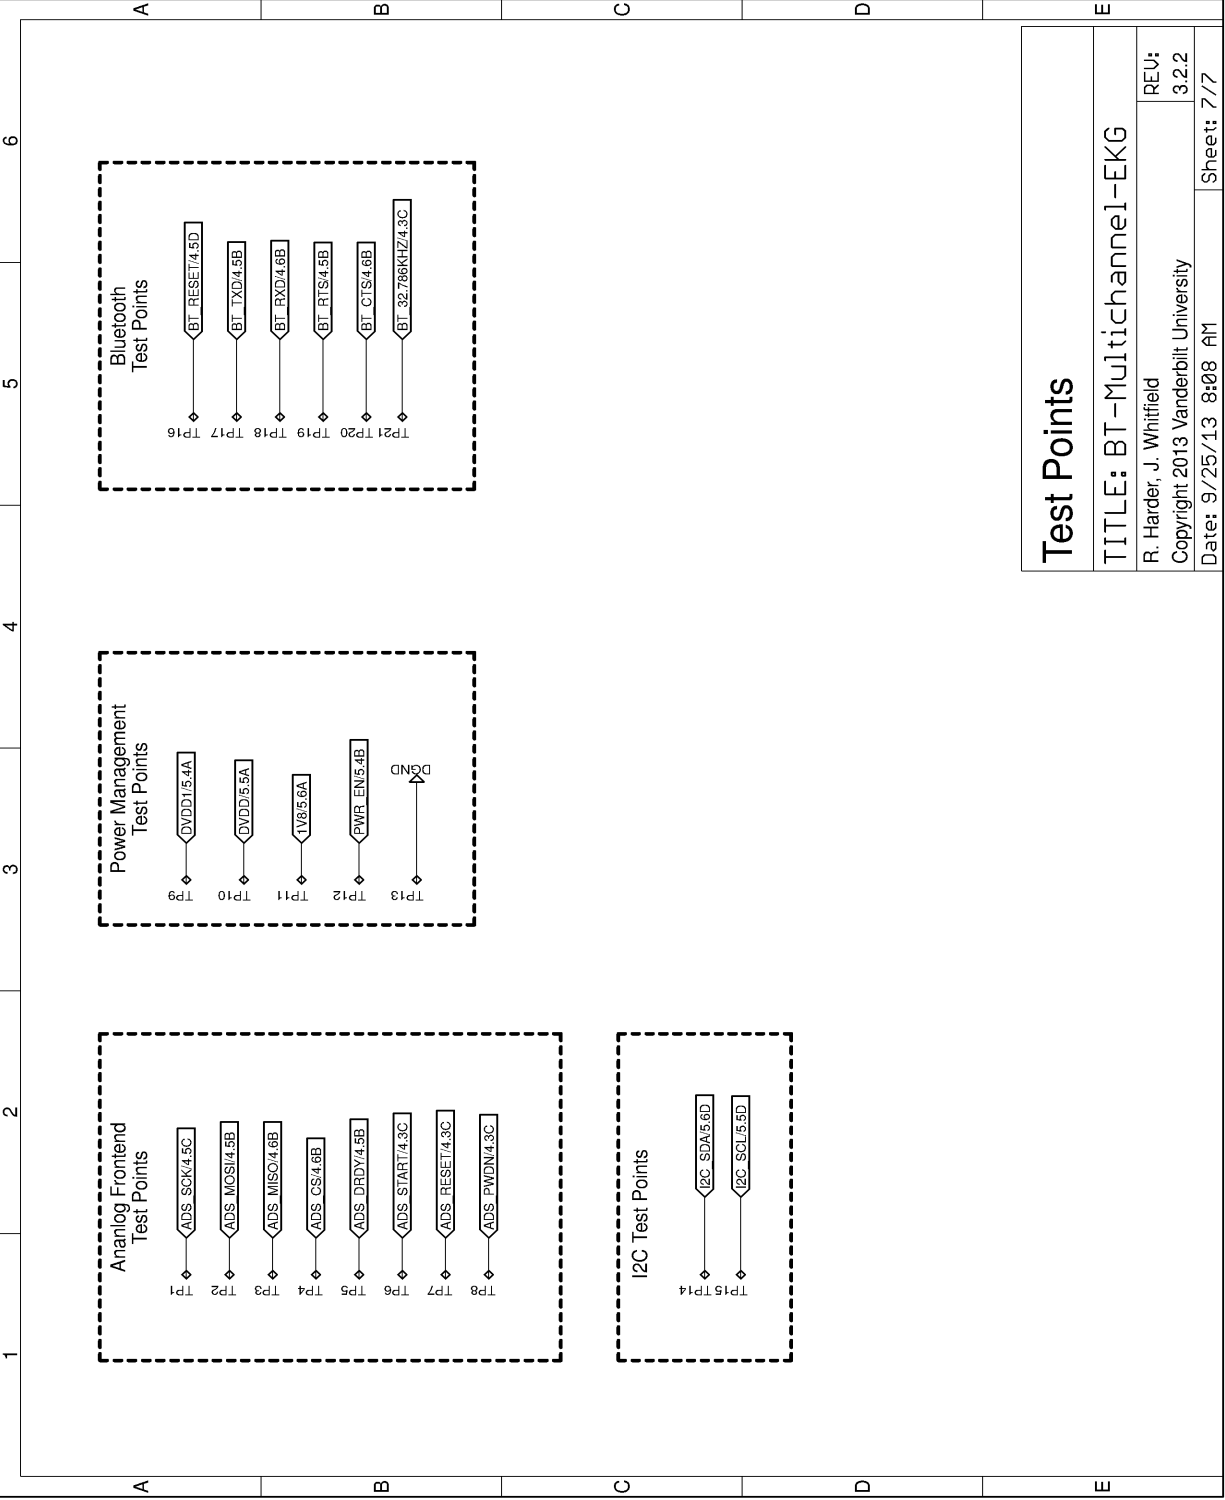 1
2
3
4
5
6
A
B
C
D
E
A
B
C
D
E
Ananlog Frontend
Test Points
TP1 ADS_SCK/4.5C
TP2 ADS_MOSI/4.5B
TP3 ADS_MISO/4.6B
TP4 ADS_CS/4.6B
TP5 ADS_DRDY/4.5B
TP6 ADS_START/4.3C
TP7 ADS_RESET/4.3C
TP8 ADS_PWDN/4.3C
Power Management
Test Points
TP9 DVDD1/5.4A
TP10 DVDD/5.5A
TP11 1V8/5.6A
TP12 PWR_EN/5.4B
TP13 DGND
Bluetooth
Test Points
TP16 BT_RESET/4.5D
TP17 BT_TXD/4.5B
TP18 BT_RXD/4.6B
TP19 BT_RTS/4.5B
TP20 BT_CTS/4.6B
TP21 BT_32.786KHZ/4.3C
I2C Test Points
TP14 I2C_SDA/5.6D
TP15 I2C_SCL/5.5D
Test Points
TITLE: BT-Multichannel-EKG
R. Harder, J. Whitfield
Copyright 2013 Vanderbilt University
REV:
3.2.2
Date: 9/25/13 8:08 AM
Sheet: 7/7